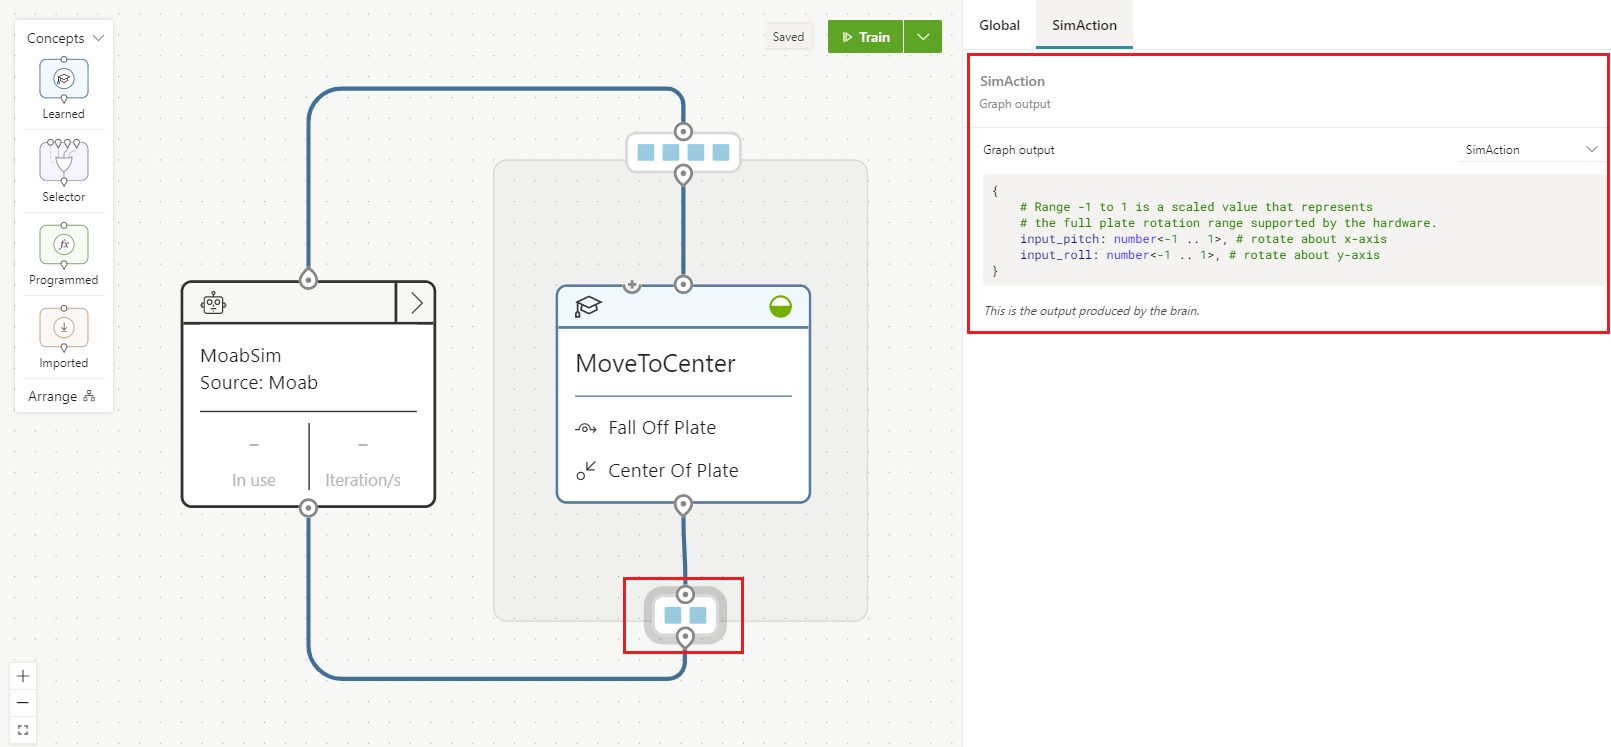 Concepts
Learned
Selector
fx
Programmed
Imported
Arrange
Saved
Train
MoabSim
Source: Moab
–
–
In use
Iteration/s
MoveToCenter
Fall Off Plate
Center Of Plate
Global
SimAction
SimAction
Graph output
Graph output
SimAction
{
# Range -1 to 1 is a scaled value that represents
# the full plate rotation range supported by the hardware.
input_pitch: number<-1 .. 1>, # rotate about x-axis
input_roll: number<-1 .. 1>, # rotate about y-axis
}
This is the output produced by the brain.